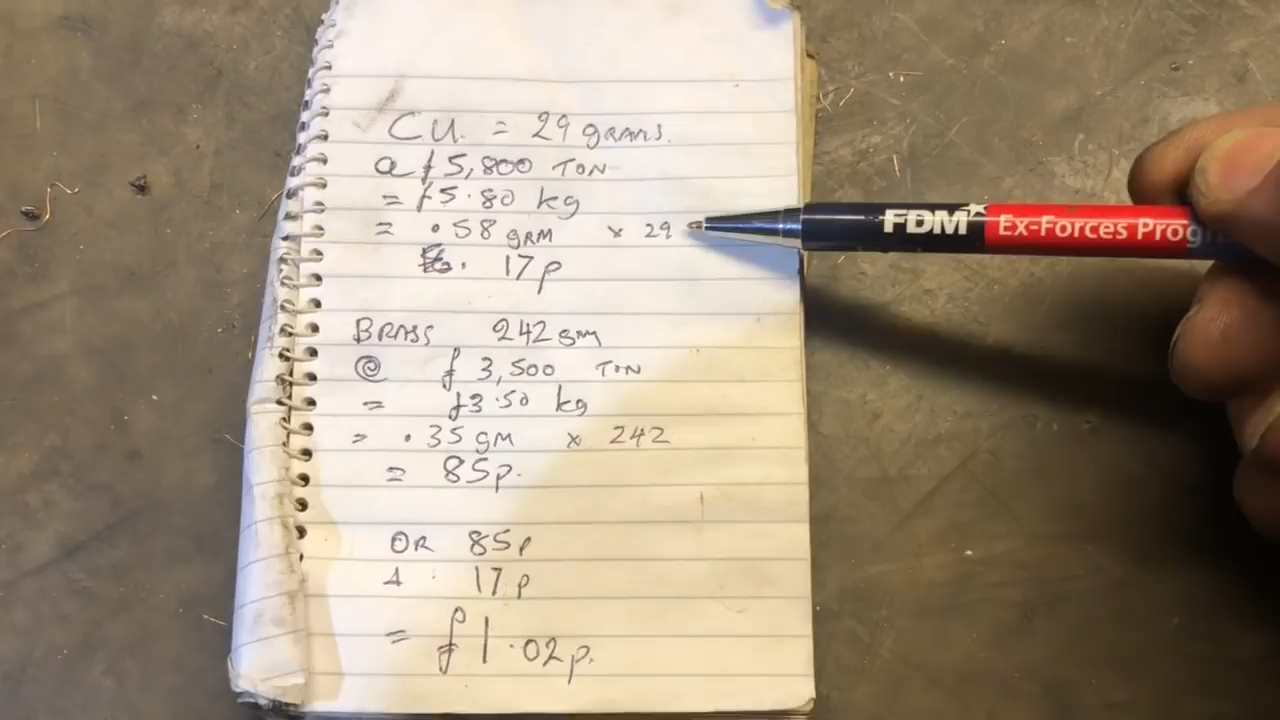 CU. = 29 GRAMS.
@ £5,800 TON
= £5.80 kg
= .58 GRM x 29
17p
BRASS 242 gm
@ £ 3,500 TON
= £3.50 kg
= .35 gm x 242
= 85p.
OR 85p
17p
= £1.02p.
FDM Ex-Forces Prog